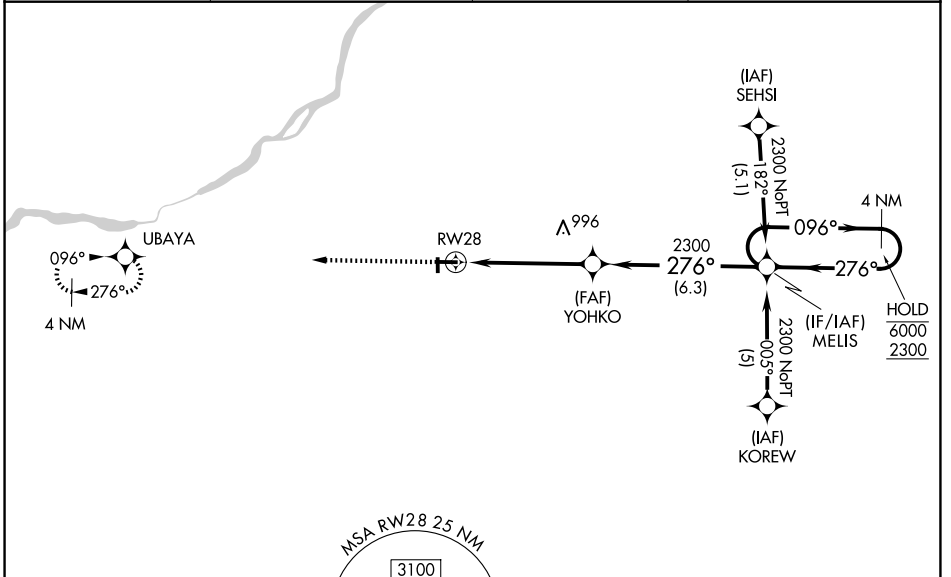 (IAF)
SEHSI
2300 NoPT
182°
(5.1)
4 NM
096°
996
UBAYA
RW28
2300
276°
(6.3)
276°
096°
276°
4 NM
(FAF)
YOHKO
(IF/IAF)
MELIS
HOLD
6000
2300
2300 NoPT
005°
(5)
(IAF)
KOREW
MSA RW28 25 NM
3100